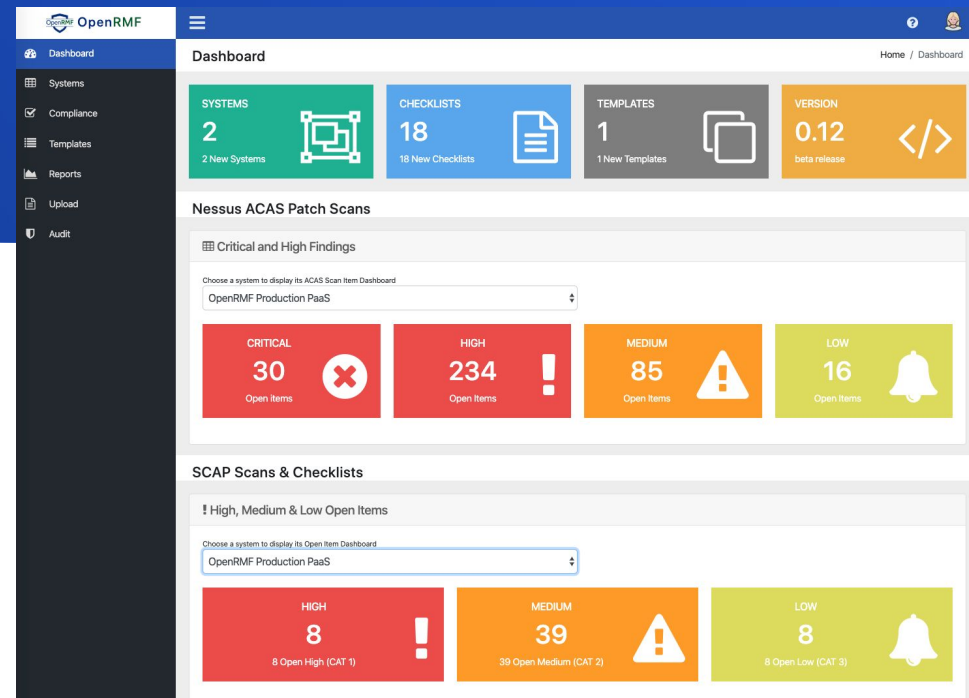 OpenRMF OpenRMF
Dashboard
Systems
Compliance
Templates
Reports
Upload
Audit
Dashboard
Home / Dashboard
SYSTEMS
2
2 New Systems
CHECKLISTS
18
18 New Checklists
TEMPLATES
1
1 New Templates
VERSION
0.12
beta release
Nessus ACAS Patch Scans
Critical and High Findings
Choose a system to display its ACAS Scan Item Dashboard
OpenRMF Production PaaS
CRITICAL
30
Open items
HIGH
234
Open Items
MEDIUM
85
Open Items
LOW
16
Open Items
SCAP Scans & Checklists
! High, Medium & Low Open Items
Choose a system to display its Open Item Dashboard
OpenRMF Production PaaS
HIGH
8
8 Open High (CAT 1)
MEDIUM
39
39 Open Medium (CAT 2)
LOW
8
8 Open Low (CAT 3)